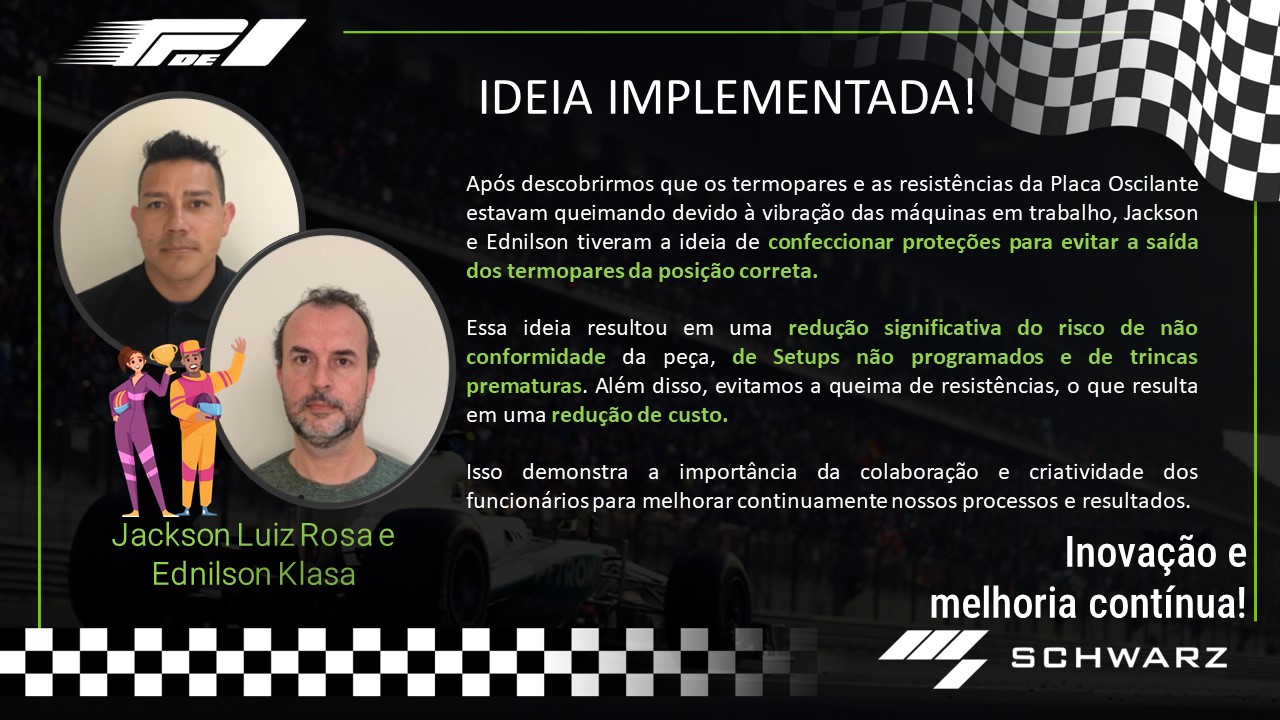 P DE 1
IDEIA IMPLEMENTADA!
Após descobrirmos que os termopares e as resistências da Placa Oscilante
estavam queimando devido à vibração das máquinas em trabalho, Jackson
e Ednilson tiveram a ideia de confeccionar proteções para evitar a saída
dos termopares da posição correta.
Essa ideia resultou em uma redução significativa do risco de não
conformidade da peça, de Setups não programados e de trincas
prematuras. Além disso, evitamos a queima de resistências, o que resulta
em uma redução de custo.
Isso demonstra a importância da colaboração e criatividade dos
funcionários para melhorar continuamente nossos processos e resultados.
Jackson Luiz Rosa e
Ednilson Klasa
Inovação e
melhoria contínua!
SCHWARZ